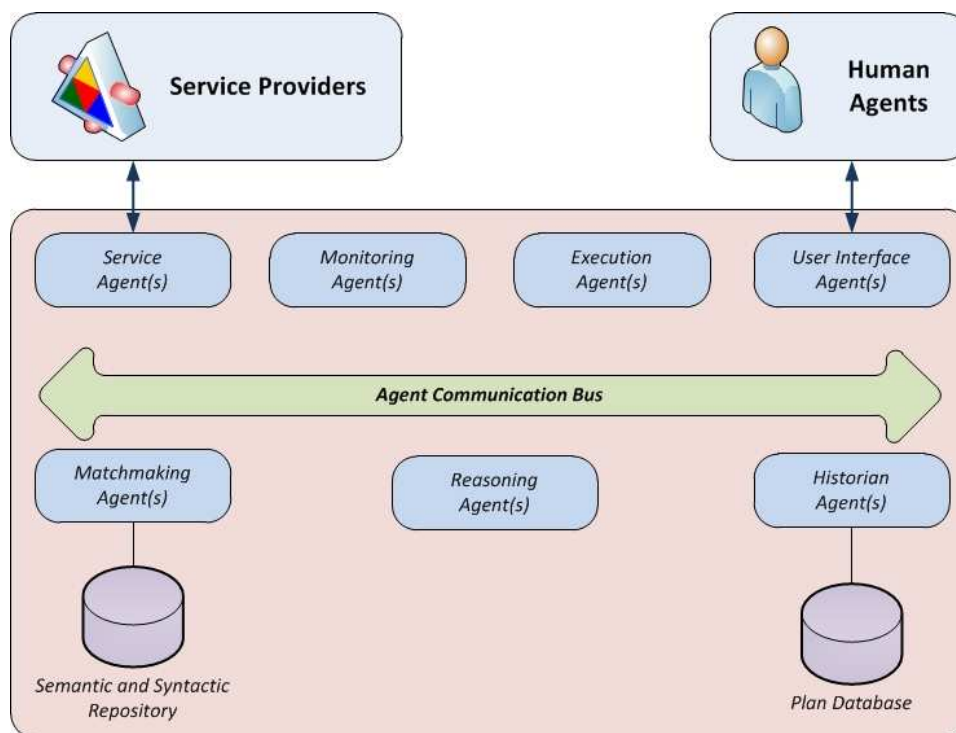 Service Providers
Human
Agents
Service
Agent(s)
Monitoring
Agent(s)
Execution
Agent(s)
User Interface
Agent(s)
Agent Communication Bus
Matchmaking
Agent(s)
Reasoning
Agent(s)
Historian
Agent(s)
Semantic and Syntactic
Repository
Plan Database